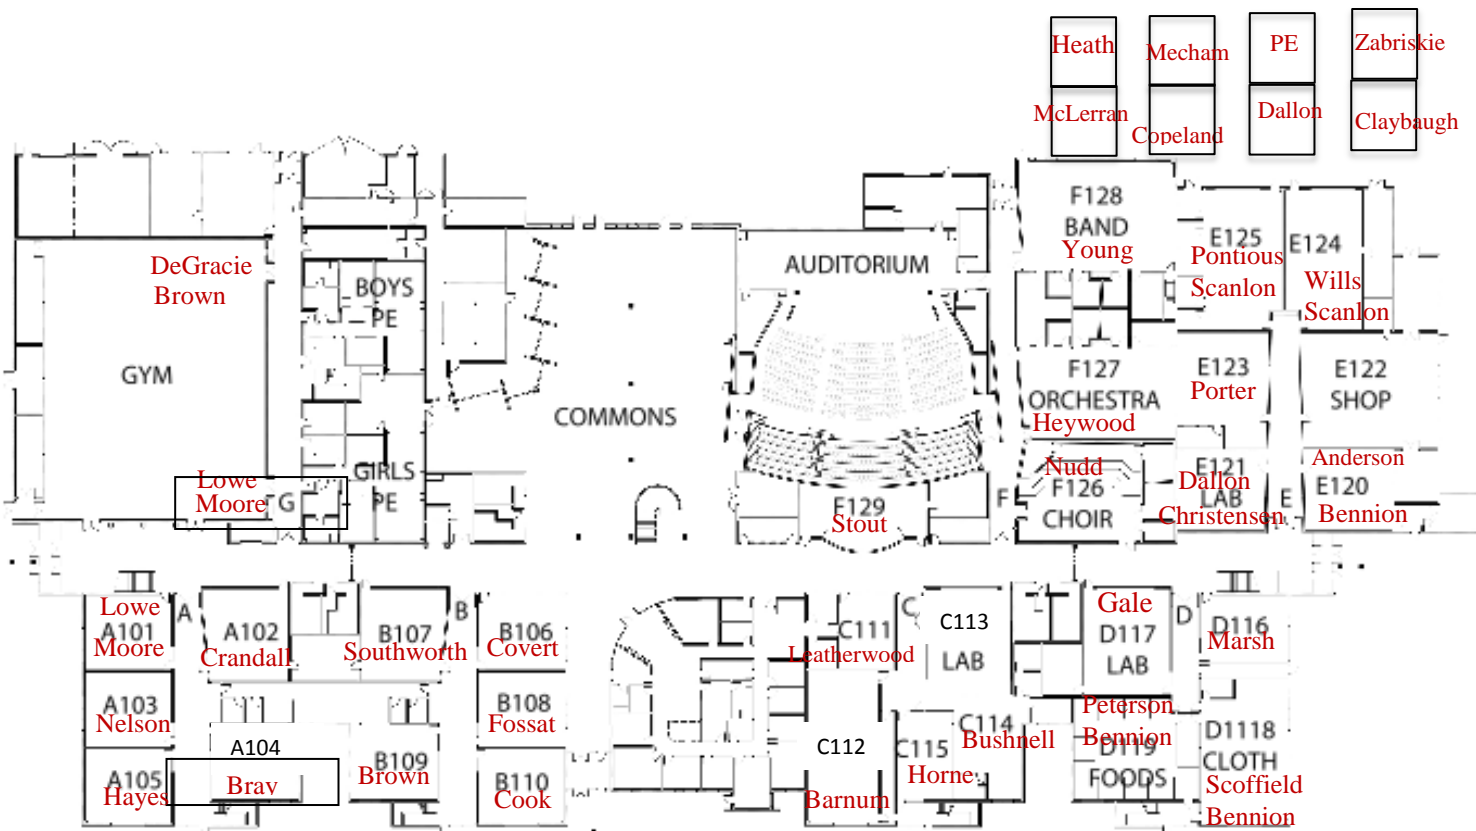 Heath
Mecham
PE
Zabriskie
McLerran
Copeland
Dallon
Claybaugh
F128
BAND
Young
E125
Pontious
Scanlon
E124
Wills
Scanlon
DeGracie
Brown
BOYS
PE
AUDITORIUM
GYM
COMMONS
F127
ORCHESTRA
Heywood
E123
Porter
E122
SHOP
Lowe
Moore
G
GIRLS
PE
F129
Stout
F
Nudd
F126
CHOIR
Dallon
E121
LAB
Christensen
E
Anderson
E120
Bennion
Lowe
A101
Moore
A
A102
Crandall
B107
Southworth
B
B106
Covert
C111
Leatherwood
C
C113
LAB
Gale
D117
LAB
D
D116
Marsh
A103
Nelson
B108
Fossat
C114
Bushnell
Peterson
Bennion
D119
FOODS
D1118
CLOTH
Scoffield
Bennion
A104
Bray
A105
Hayes
B109
Brown
B110
Cook
C112
Barnum
C115
Horne